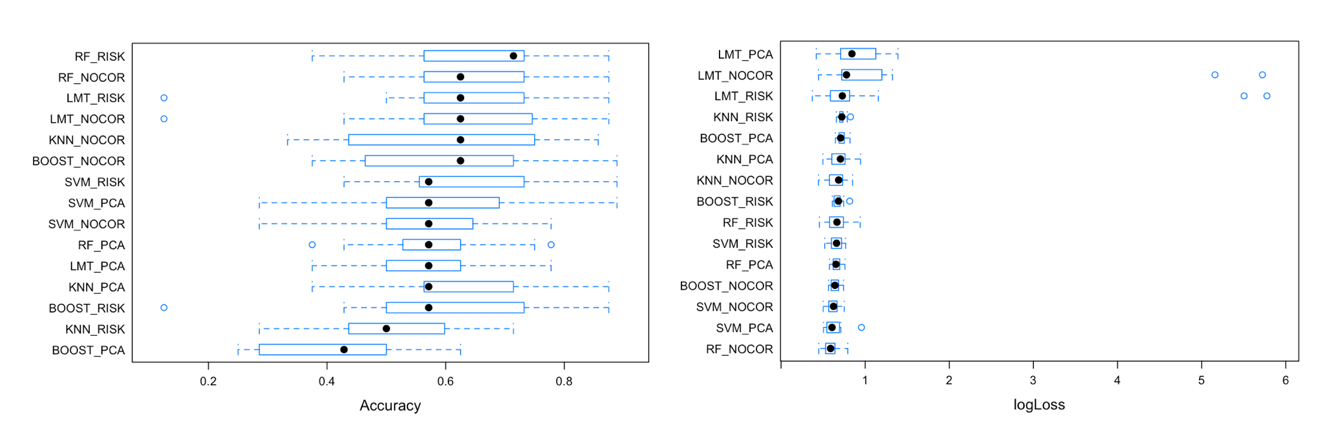 RF_RISK
RF_NOCOR
LMT_RISK
LMT_NOCOR
KNN_NOCOR
BOOST_NOCOR
SVM_RISK
SVM_PCA
SVM_NOCOR
RF_PCA
LMT_PCA
KNN_PCA
BOOST_RISK
KNN_RISK
BOOST_PCA
0.2 0.4 0.6 0.8
Accuracy
LMT_PCA
LMT_NOCOR
LMT_RISK
KNN_RISK
BOOST_PCA
KNN_PCA
KNN_NOCOR
BOOST_RISK
RF_RISK
SVM_RISK
RF_PCA
BOOST_NOCOR
SVM_NOCOR
SVM_PCA
RF_NOCOR
1 2 3 4 5 6
logLoss